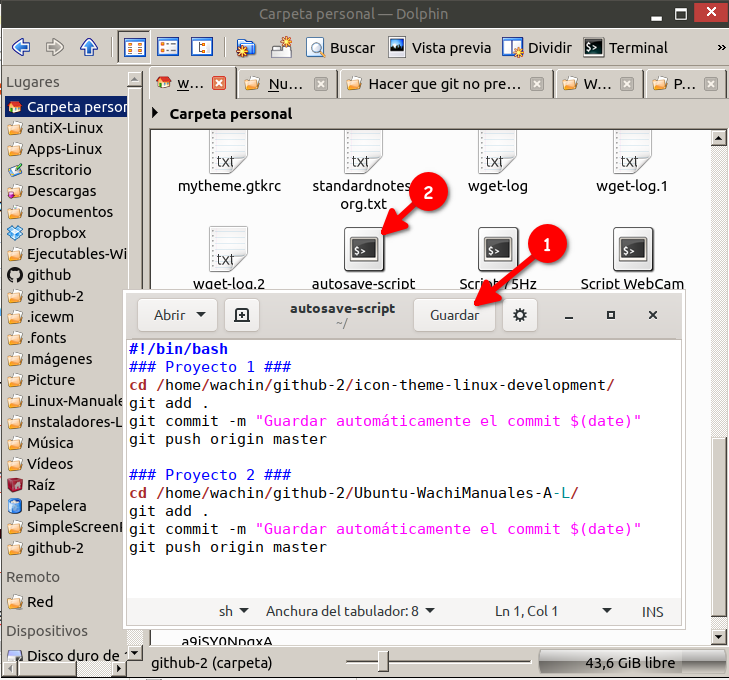 Carpeta personal — Dolphin
Buscar
Vista previa
Dividir
Terminal
»
Lugares
Carpeta persor
antiX-Linux
Apps-Linux
Escritorio
Descargas
Documentos
Dropbox
Ejecutables-Wi
github
github-2
.icewm
.fonts
Imágenes
Picture
Linux-Manuale
Instaladores-L
Música
Vídeos
Raíz
Papelera
SimpleScreenR
github-2
Remoto
Red
Dispositivos
Disco duro de
w...
Nu...
Hacer que git no pre...
W...
P...
Carpeta personal
txt
txt
txt
txt
mytheme.gtkrc
standardnotes
org.txt
wget-log
wget-log.1
2
1
txt
wget-log.2
autosave-script
Script 75Hz
Script WebCam
Abrir
autosave-script
~/
Guardar
#!/bin/bash
### Proyecto 1 ###
cd /home/wachin/github-2/icon-theme-linux-development/
git add .
git commit -m "Guardar automáticamente el commit $(date)"
git push origin master
### Proyecto 2 ###
cd /home/wachin/github-2/Ubuntu-WachiManuales-A-L/
git add .
git commit -m "Guardar automáticamente el commit $(date)"
git push origin master
sh
Anchura del tabulador: 8
Ln 1, Col 1
INS
github-2 (carpeta)
43,6 GiB libre